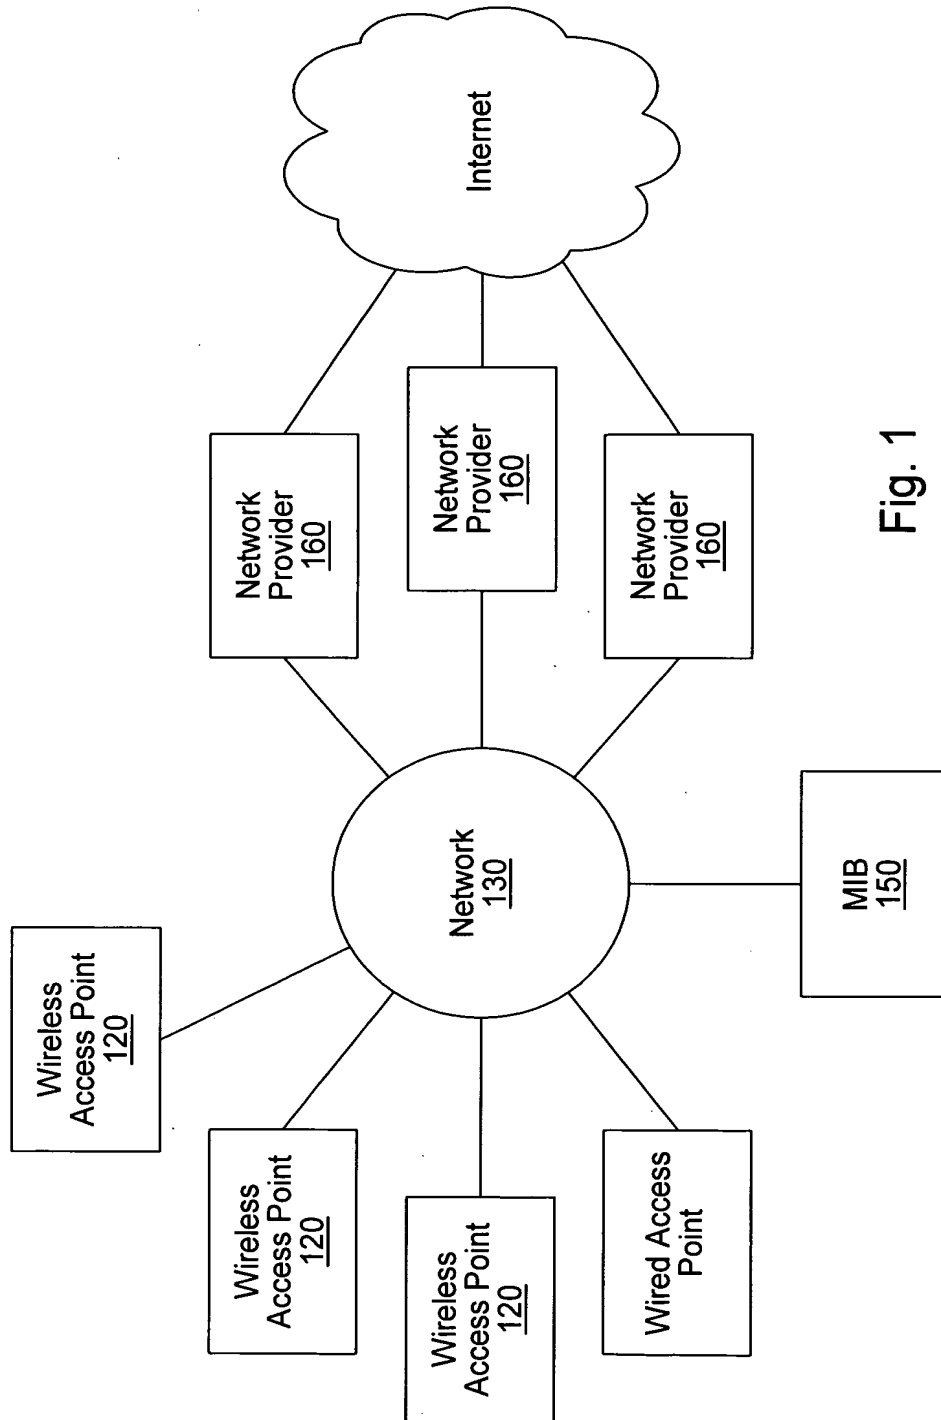 Wireless
Access Point
120
Wireless
Access Point
120
Wireless
Access Point
120
Wired Access
Point
Network
130
MIB
150
Network
Provider
160
Network
Provider
160
Network
Provider
160
Internet
Fig. 1